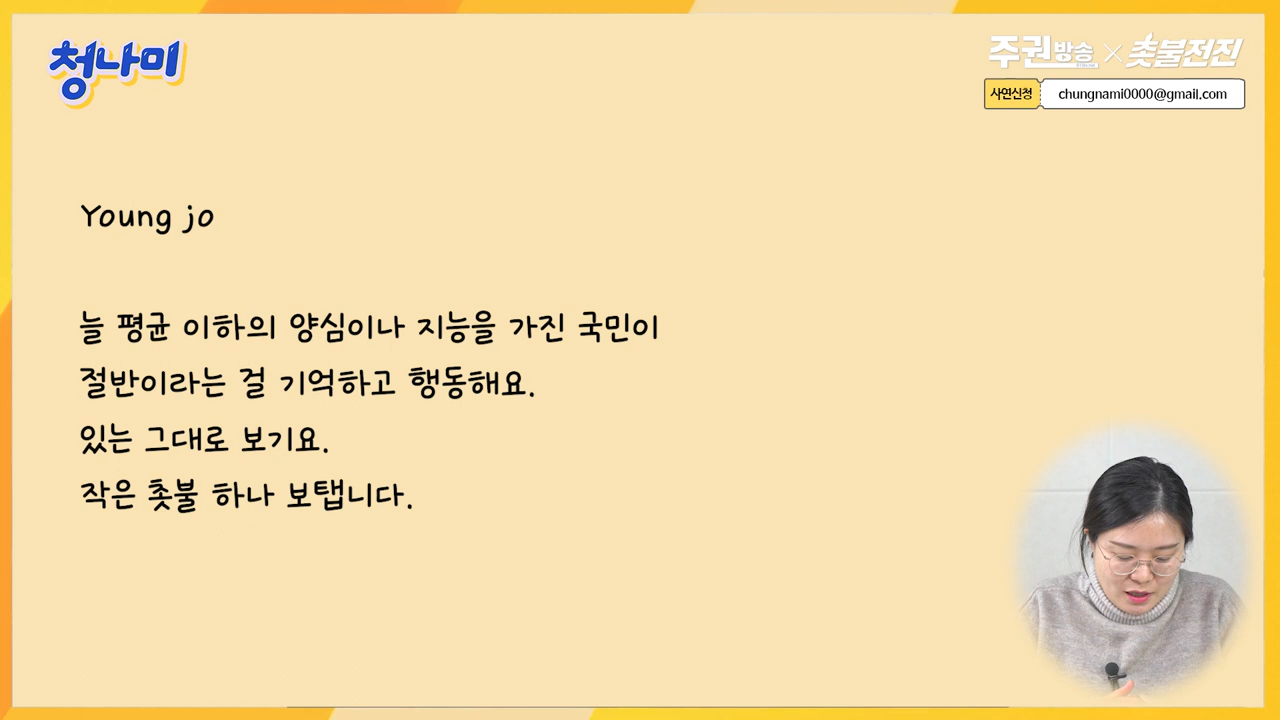 청나미
주권방송 × 촛불전진
사연신청 chungnami0000@gmail.com
Young jo
늘 평균 이하의 양심이나 지능을 가진 국민이
절반이라는 걸 기억하고 행동해요.
있는 그대로 보기요.
작은 촛불 하나 보탭니다.